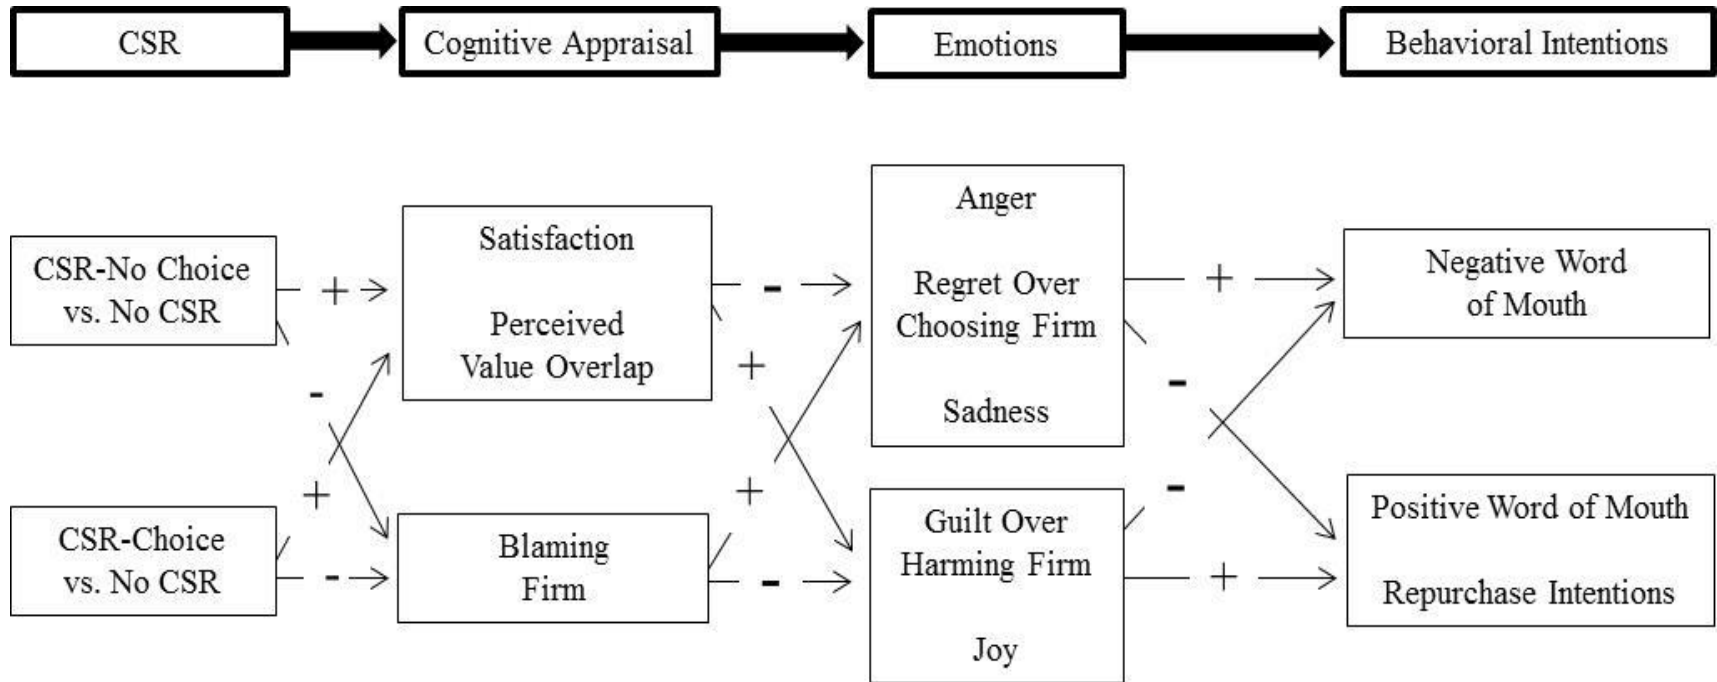 CSR
Cognitive Appraisal
Emotions
Behavioral Intentions
CSR-No Choice
vs. No CSR
+
-
CSR-Choice
vs. No CSR
+
-
Satisfaction
Perceived
Value Overlap
-
+
Blaming
Firm
+
-
Anger
Regret Over
Choosing Firm
Sadness
+
-
Guilt Over
Harming Firm
Joy
-
+
Negative Word
of Mouth
Positive Word of Mouth
Repurchase Intentions